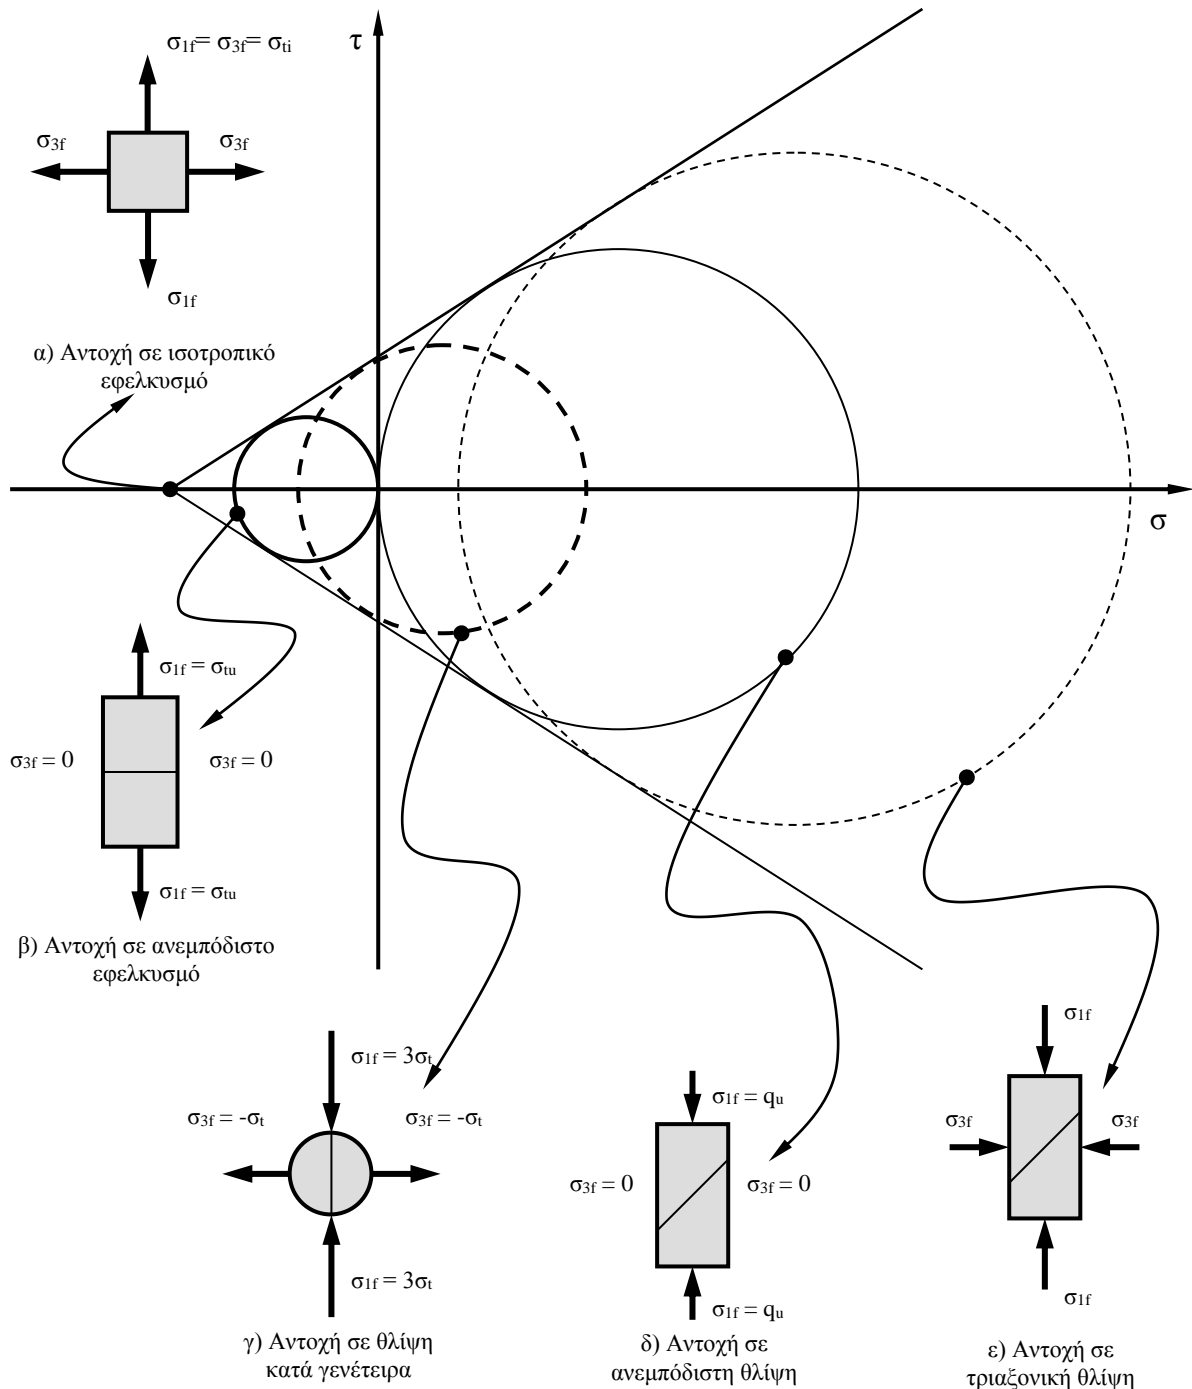 σ1f= σ3f= σti
τ
σ3f
σ3f
σ1f
α) Αντοχή σε ισοτροπικό
εφελκυσμό
σ
σ1f = σtu
σ3f = 0
σ3f = 0
σ1f = σtu
β) Αντοχή σε ανεμπόδιστο
εφελκυσμό
σ1f = 3σt
σ3f = -σt
σ3f = -σt
σ1f = 3σt
γ) Αντοχή σε θλίψη
κατά γενέτειρα
σ1f = qu
σ3f = 0
σ3f = 0
σ1f = qu
δ) Αντοχή σε
ανεμπόδιστη θλίψη
σ1f
σ3f
σ3f
σ1f
ε) Αντοχή σε
τριαξονική θλίψη